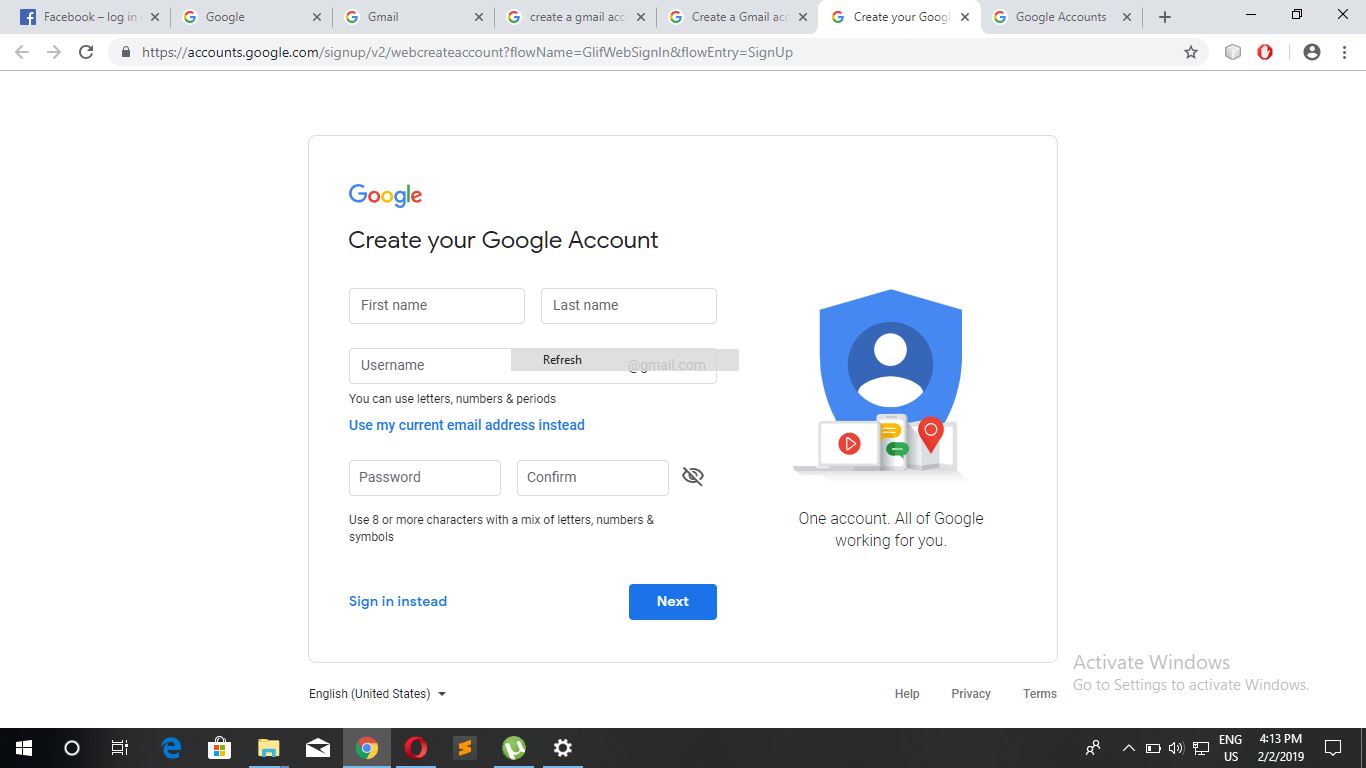 Facebook – log in
Google
Gmail
create a gmail acc
Create a Gmail acc
Create your Googl
Google Accounts
https://accounts.google.com/signup/v2/webcreateaccount?flowName=GlifWebSignIn&flowEntry=SignUp
Google
Create your Google Account
First name
Last name
Username
Refresh
@gmail.com
You can use letters, numbers & periods
Use my current email address instead
Password
Confirm
Use 8 or more characters with a mix of letters, numbers &
symbols
One account. All of Google
working for you.
Sign in instead
Next
Activate Windows
Go to Settings to activate Windows.
English (United States)
Help
Privacy
Terms
ENG
US
4:13 PM
2/2/2019